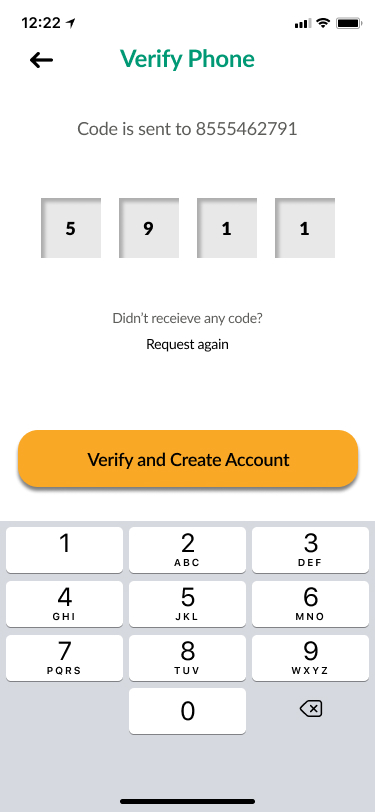 12:22
Verify Phone
Code is sent to 8555462791
5 9 1 1
Didn't receieve any code?
Request again
Verify and Create Account
1 2 3
ABC DEF
4 5 6
GHI JKL MNO
7 8 9
PQRS TUV WXYZ
0